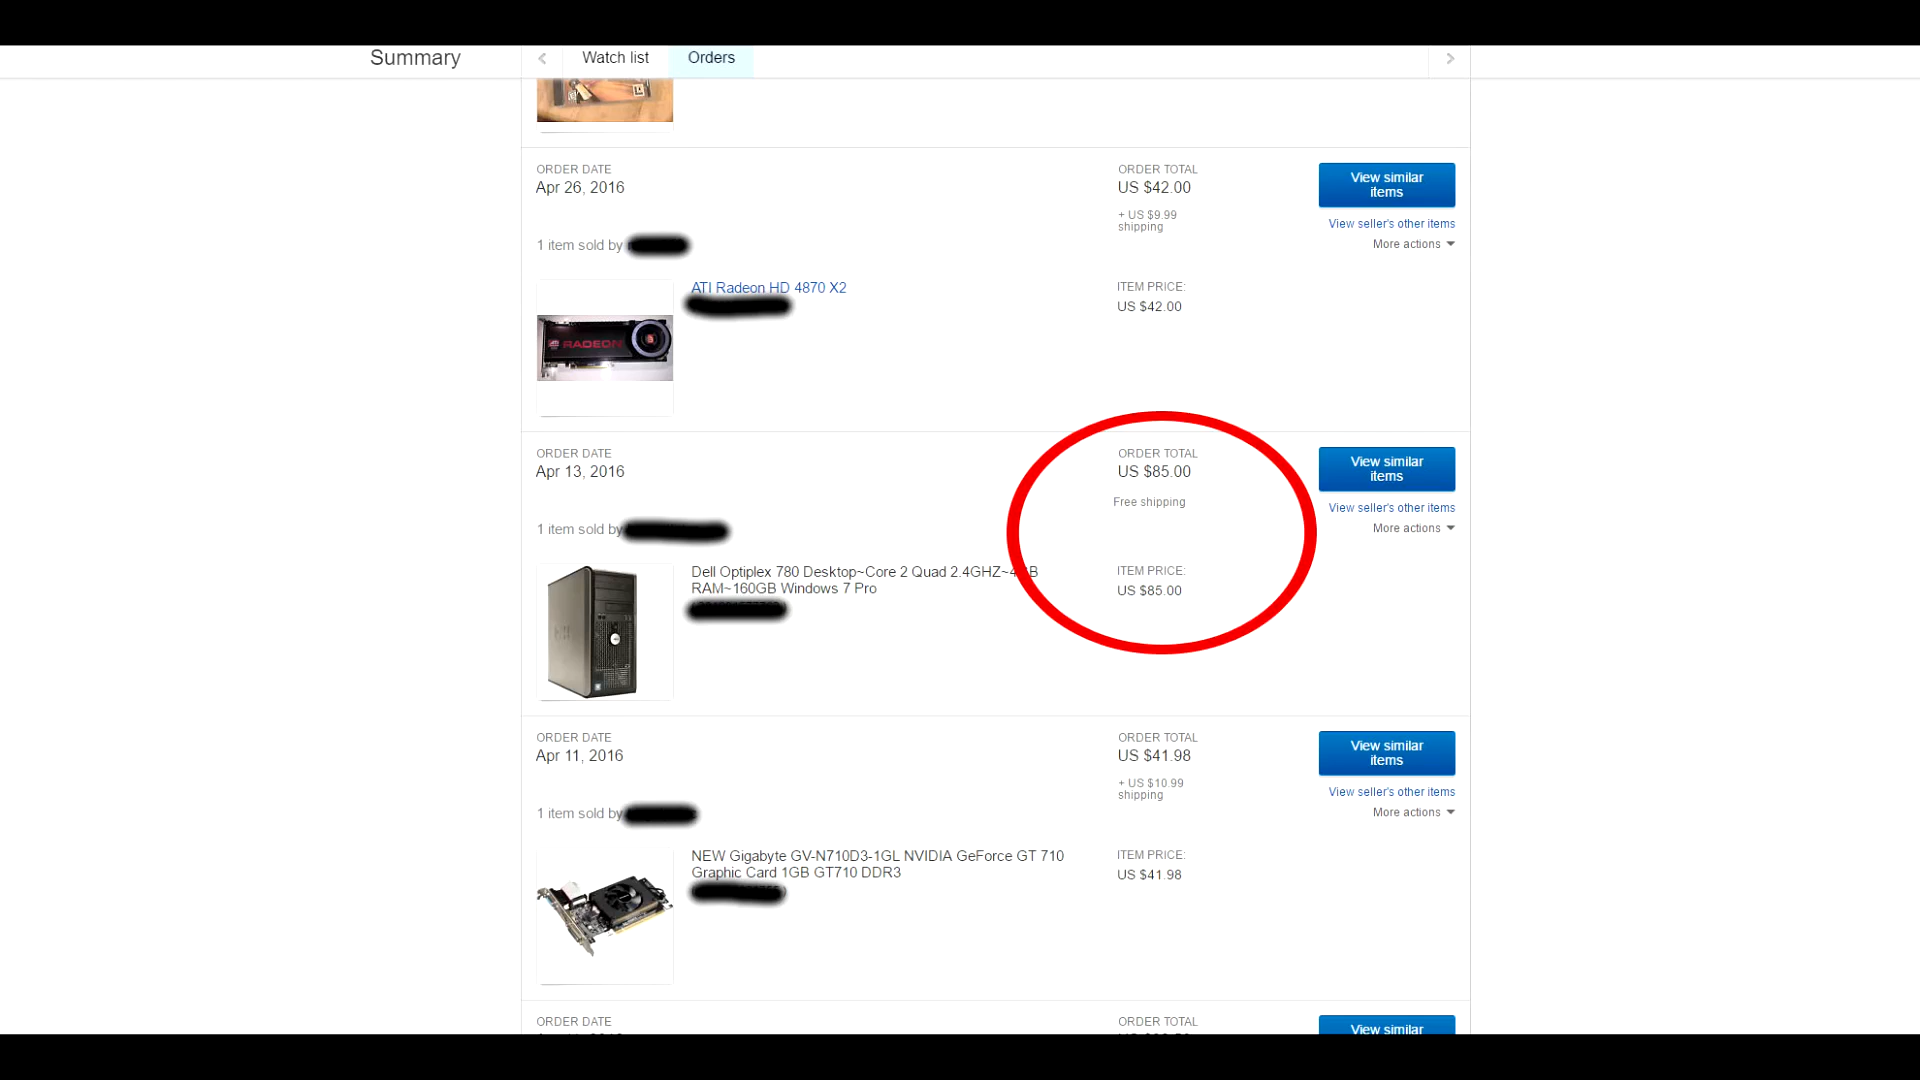 Summary
Watch list
Orders
ORDER DATE
Apr 26, 2016
ORDER TOTAL
US $42.00
+ US $9.99
shipping
View similar
items
View seller's other items
More actions
1 item sold by
ATI Radeon HD 4870 X2
RADEON
ITEM PRICE:
US $42.00
ORDER DATE
Apr 13, 2016
ORDER TOTAL
US $85.00
Free shipping
View similar
items
View seller's other items
More actions
1 item sold by
Dell Optiplex 780 Desktop~Core 2 Quad 2.4GHZ~
RAM~160GB Windows 7 Pro
ITEM PRICE:
US $85.00
ORDER DATE
Apr 11, 2016
ORDER TOTAL
US $41.98
+ US $10.99
shipping
View similar
items
View seller's other items
More actions
1 item sold by
NEW Gigabyte GV-N710D3-1GL NVIDIA GeForce GT 710
Graphic Card 1GB GT710 DDR3
ITEM PRICE:
US $41.98
ORDER DATE
ORDER TOTAL
View similar